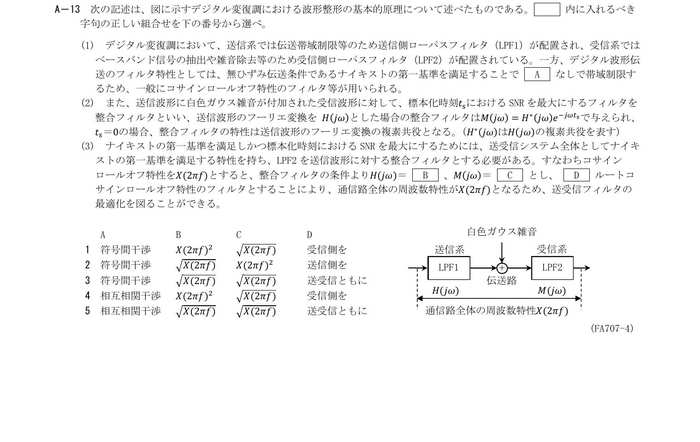 A－13 次の記述は、図に示すデジタル変復調における波形整形の基本的原理について述べたものである。□内に入れるべき
字句の正しい組合せを下の番号から選べ。
(1) デジタル変復調において、送信系では伝送帯域制限等のため送信側ローパスフィルタ（LPF1）が配置され、受信系では
ベースバンド信号の抽出や雑音除去等のため受信側ローパスフィルタ（LPF2）が配置されている。一方、デジタル波形伝
送のフィルタ特性としては、無ひずみ伝送条件であるナイキストの第一基準を満足することで A なしで帯域制限す
るため、一般にコサインロールオフ特性のフィルタ等が用いられる。
(2) また、送信波形に白色ガウス雑音が付加された受信波形に対して、標本化時刻tsにおける SNR を最大にするフィルタを
整合フィルタといい、送信波形のフーリエ変換を H(jω)とした場合の整合フィルタはM(jω) = H*(jω)e^{-jωts}で与えられ、
ts=0の場合、整合フィルタの特性は送信波形のフーリエ変換の複素共役となる。（H*(jω)はH(jω)の複素共役を表す）
(3) ナイキストの第一基準を満足しかつ標本化時刻における SNR を最大にするためには、送受信システム全体としてナイキ
ストの第一基準を満足する特性を持ち、LPF2 を送信波形に対する整合フィルタとする必要がある。すなわちコサイン
ロールオフ特性をX(2πf)とすると、整合フィルタの条件よりH(jω)= B 、M(jω)= C とし、 D ルートコ
サインロールオフ特性のフィルタとすることにより、通信路全体の周波数特性がX(2πf)となるため、送受信フィルタの
最適化を図ることができる。
A B C D
1 符号間干渉 X(2πf)² √X(2πf) 受信側を
2 符号間干渉 √X(2πf) X(2πf)² 送信側を
3 符号間干渉 √X(2πf) √X(2πf) 送受信ともに
4 相互相関干渉 X(2πf)² √X(2πf) 受信側を
5 相互相関干渉 √X(2πf) √X(2πf) 送受信ともに
白色ガウス雑音
送信系 受信系
LPF1 + LPF2
伝送路
H(jω) M(jω)
通信路全体の周波数特性X(2πf)
(FA707-4)